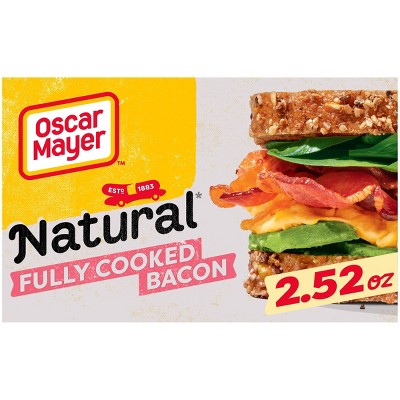 Oscar
Mayer
™
ESTD 1883
Natural*
FULLY COOKED
BACON
2.52 oz